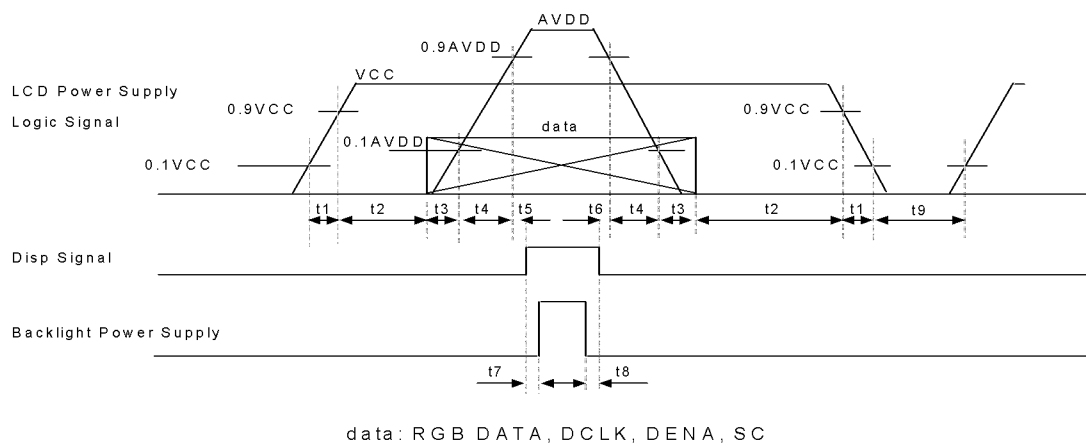 AVDD
0.9AVDD
VCC
LCD Power Supply
0.9VCC
0.9VCC
Logic Signal
data
0.1AVDD
0.1VCC
0.1VCC
t1 t2 t3 t4 t5 t6 t4 t3 t2 t1 t9
Disp Signal
Backlight Power Supply
t7 t8
data: RGB DATA, DCLK, DENA, SC